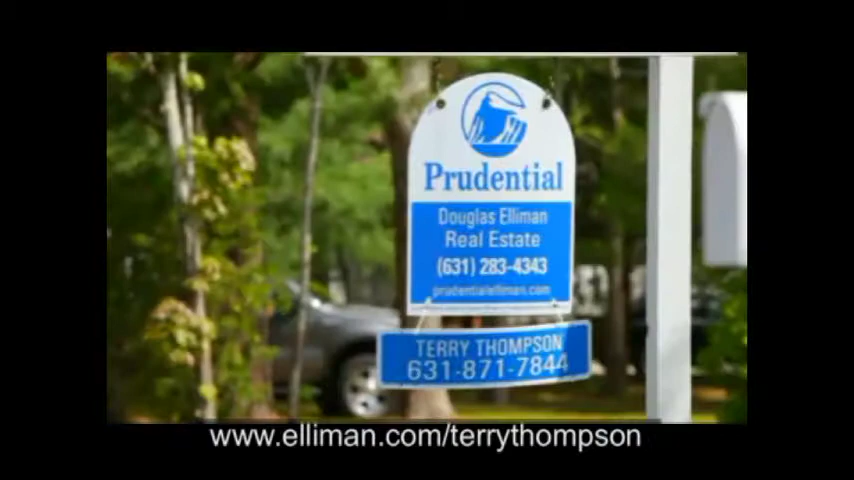 Prudential
Douglas Elliman
Real Estate
(631) 283-4343
prudentialelliman.com
TERRY THOMPSON
631-871-7844
www.elliman.com/terrythompson